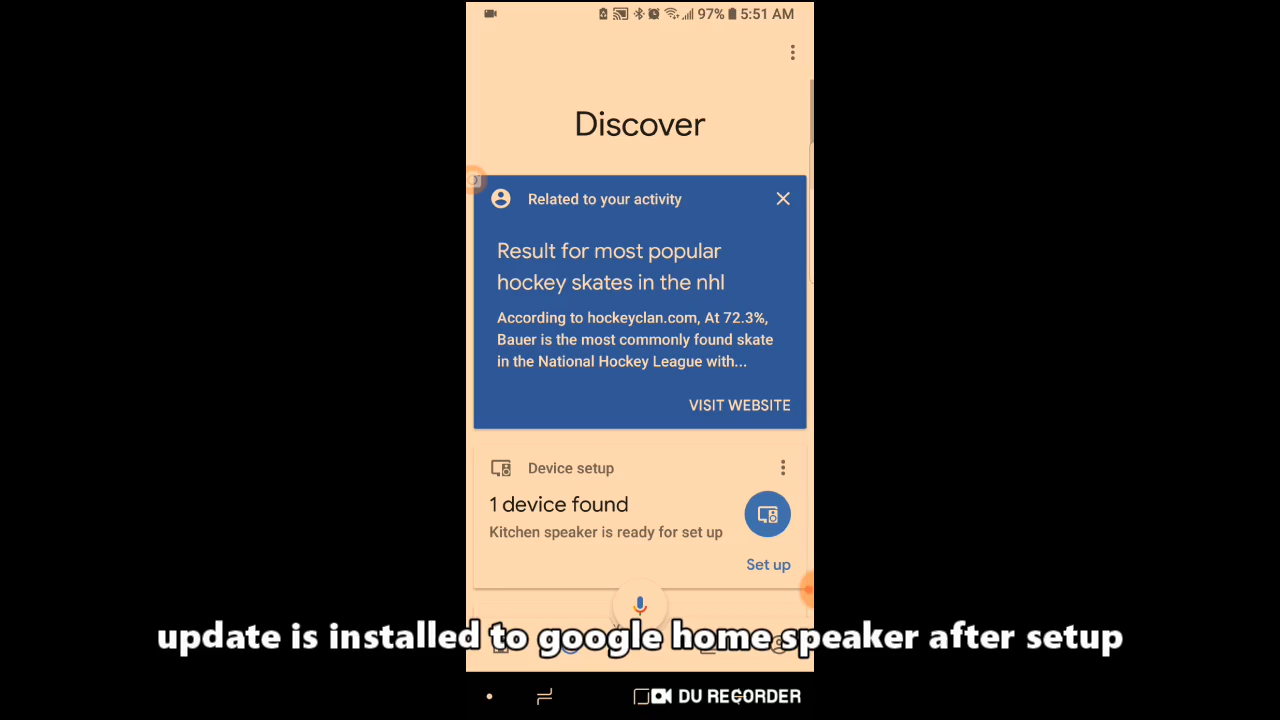 97% 5:51 AM
Discover
Related to your activity
Result for most popular
hockey skates in the nhl
According to hockeyclan.com, At 72.3%,
Bauer is the most commonly found skate
in the National Hockey League with...
VISIT WEBSITE
Device setup
1 device found
Kitchen speaker is ready for set up
Set up
update is installed to google home speaker after setup
DU RECORDER